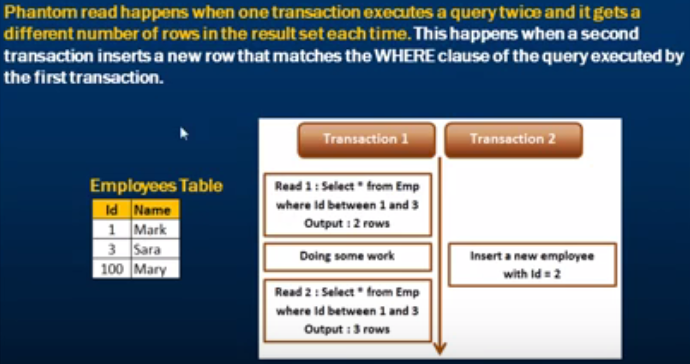 Phantom read happens when one transaction executes a query twice and it gets a
different number of rows in the result set each time. This happens when a second
transaction inserts a new row that matches the WHERE clause of the query executed by
the first transaction.
Employees Table
Id Name
1 Mark
3 Sara
100 Mary
Transaction 1
Transaction 2
Read 1 : Select * from Emp
where Id between 1 and 3
Output : 2 rows
Doing some work
Insert a new employee
with Id = 2
Read 2 : Select * from Emp
where Id between 1 and 3
Output : 3 rows